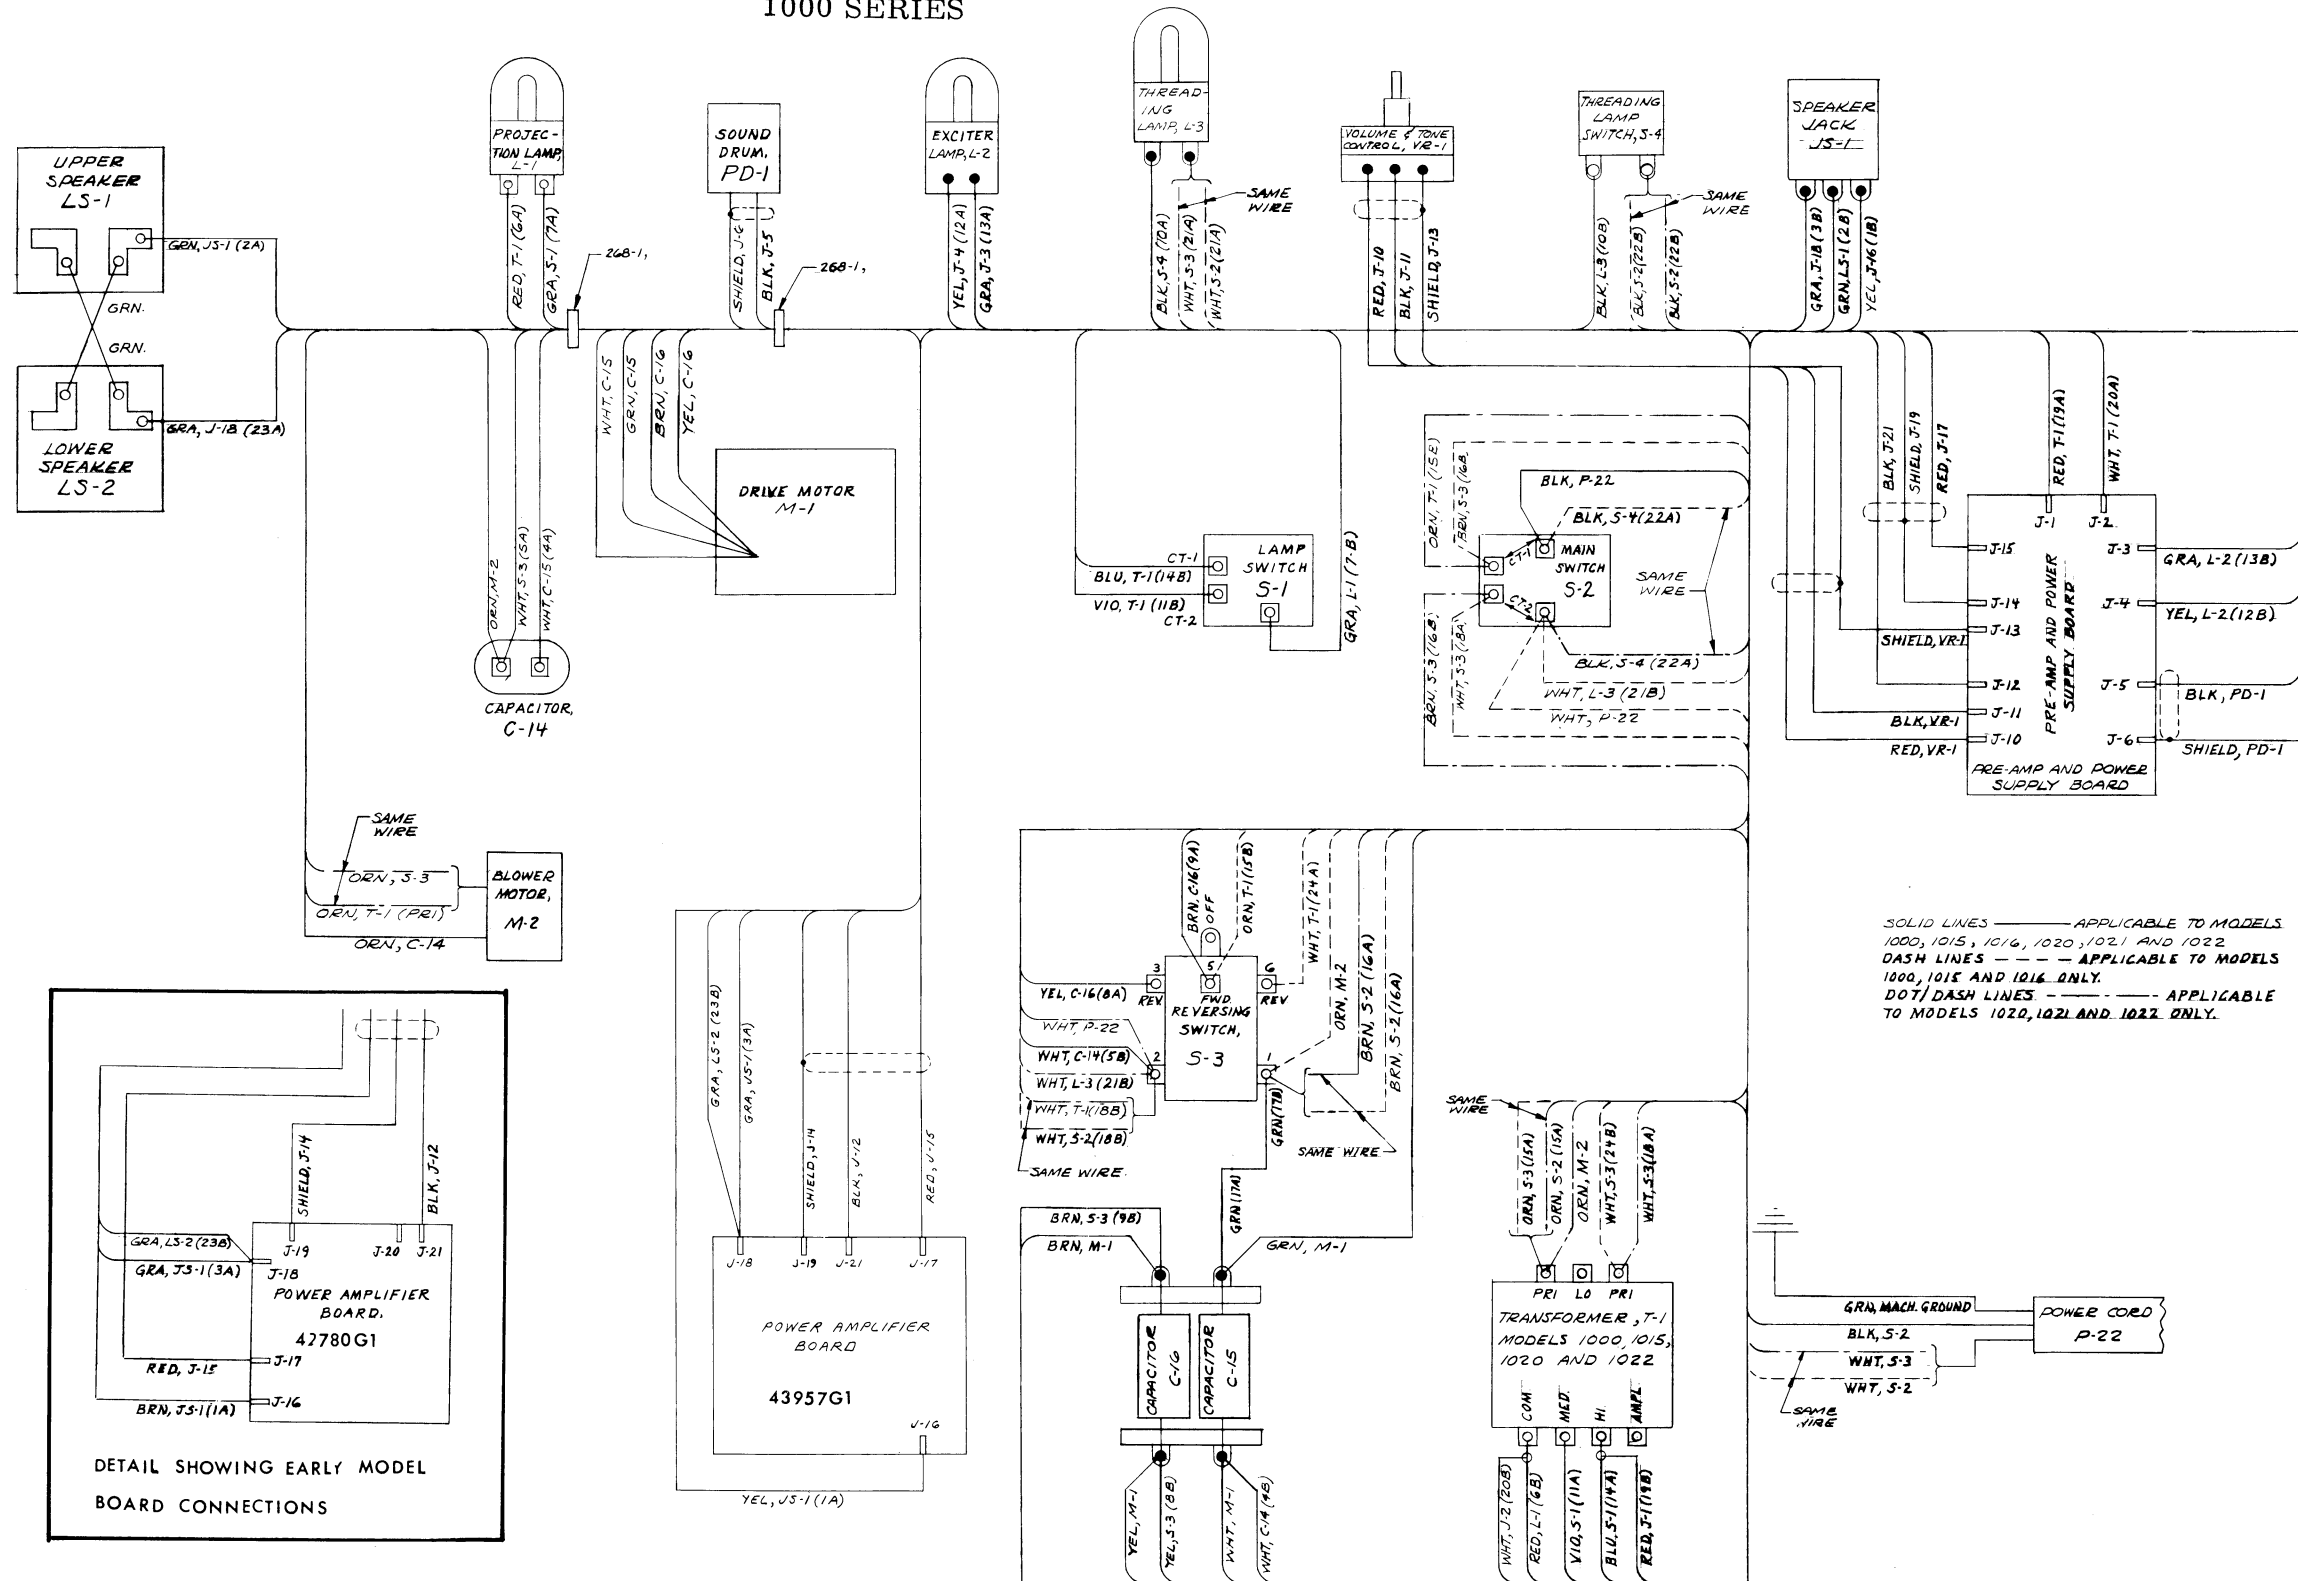 1000 SERIES
UPPER
SPEAKER
LS-1
GRN, JS-1 (2A)
GRN.
GRN.
GRA, J-18 (23A)
LOWER
SPEAKER
LS-2
PROJEC-
TION LAMP,
L-1
RED, T-1 (6A)
GRA, S-1 (7A)
268-1,
SOUND
DRUM,
PD-1
SHIELD, J-6
BLK, J-5
268-1,
EXCITER
LAMP, L-2
YEL, J-4 (12A)
GRA, J-3 (13A)
THREAD-
ING
LAMP, L-3
BLK, S-4 (10A)
WHT, S-3 (21A)
WHT, S-2 (21A)
SAME
WIRE
VOLUME & TONE
CONTROL, VR-1
RED, J-10
BLK, J-11
SHIELD, J-13
THREADING
LAMP
SWITCH, S-4
BLK, L-3 (10B)
BLK, S-2 (22B)
BLK, S-2 (22B)
SAME
WIRE
SPEAKER
JACK
JS-1
GRA, J-18 (3B)
GRN, LS-1 (2B)
YEL, J-16 (1B)
WHT, C-15
GRN, C-15
BRN, C-16
YEL, C-16
DRIVE MOTOR
M-1
ORN, M-2
WHT, S-3 (5A)
WHT, C-15 (4A)
CAPACITOR,
C-14
CT-1
BLU, T-1 (14B)
VIO, T-1 (11B)
CT-2
LAMP
SWITCH
S-1
GRA, L-1 (7-B)
ORN, T-1 (15E)
BRN, S-3 (16B
BLK, P-22
BLK, S-4 (22A)
CT-1
CT-2
MAIN
SWITCH
S-2
SAME
WIRE
BRN, S-3 (16B)
WHT, S-3 (18A)
BLK, S-4 (22A)
WHT, L-3 (21B)
WHT, P-22
BLK, J-21
SHIELD, J-19
RED, J-17
RED, T-1 (19A)
WHT, T-1 (20A)
J-1
J-2
J-15
J-3
GRA, L-2 (13B)
J-14
J-4
YEL, L-2 (12B)
J-13
SHIELD, VR-1
J-12
J-5
BLK, PD-1
J-11
BLK, VR-1
J-10
RED, VR-1
J-6
SHIELD, PD-1
PRE-AMP AND POWER
SUPPLY BOARD
PRE-AMP AND POWER
SUPPLY BOARD
SAME
WIRE
ORN, S-3
ORN, T-1 (PRI)
ORN, C-14
BLOWER
MOTOR,
M-2
SOLID LINES APPLICABLE TO MODELS
1000, 1015, 1016, 1020, 1021 AND 1022
DASH LINES - - - - APPLICABLE TO MODELS
1000, 1015 AND 1016 ONLY.
DOT/DASH LINES — - — - — APPLICABLE
TO MODELS 1020, 1021 AND 1022 ONLY.
BRN, C-16 (9A)
OFF
ORN, T-1 (15B)
WHT, T-1 (24A)
ORN, M-2
BRN, S-2 (16A)
BRN, S-2 (16A)
3
5
6
REV.
FWD.
REV
REVERSING
SWITCH,
S-3
2
1
YEL, C-16 (8A)
WHT, P-22
WHT, C-14 (5B)
WHT, L-3 (21B)
WHT, T-1 (18B)
WHT, S-2 (18B)
SAME WIRE.
GRN (17B)
SAME WIRE
GRN (17A)
BRN, S-3 (9B)
BRN, M-1
GRN, M-1
CAPACITOR
C-16
CAPACITOR
C-15
YEL, M-1
YEL, S-3 (8B)
WHT, M-1
WHT, C-14 (4B)
SHIELD, J-14
BLK, J-12
GRA, LS-2 (23B)
GRA, JS-1 (3A)
J-19
J-20
J-21
J-18
POWER AMPLIFIER
BOARD.
42780G1
RED, J-15
J-17
BRN, JS-1 (1A)
J-16
DETAIL SHOWING EARLY MODEL
BOARD CONNECTIONS
GRA, LS-2 (23B)
GRA, JS-1 (3A)
SHIELD, J-14
BLK, J-12
RED, J-15
J-18
J-19
J-21
J-17
POWER AMPLIFIER
BOARD
43957G1
J-16
YEL, JS-1 (1A)
SAME
WIRE
ORN, S-3 (15A)
ORN, S-2 (15A)
ORN, M-2
WHT, S-3 (24B)
WHT, S-3 (18A)
PRI LO PRI
TRANSFORMER, T-1
MODELS 1000, 1015,
1020 AND 1022
COM
MED.
HI.
AMPL.
WHT, J-2 (20B)
RED, L-1 (6B)
VIO, S-1 (11A)
BLU, S-1 (14A)
RED, J-1 (19B)
GRN, MACH. GROUND
BLK, S-2
WHT, S-3
WHT, S-2
SAME
WIRE
POWER CORD
P-22